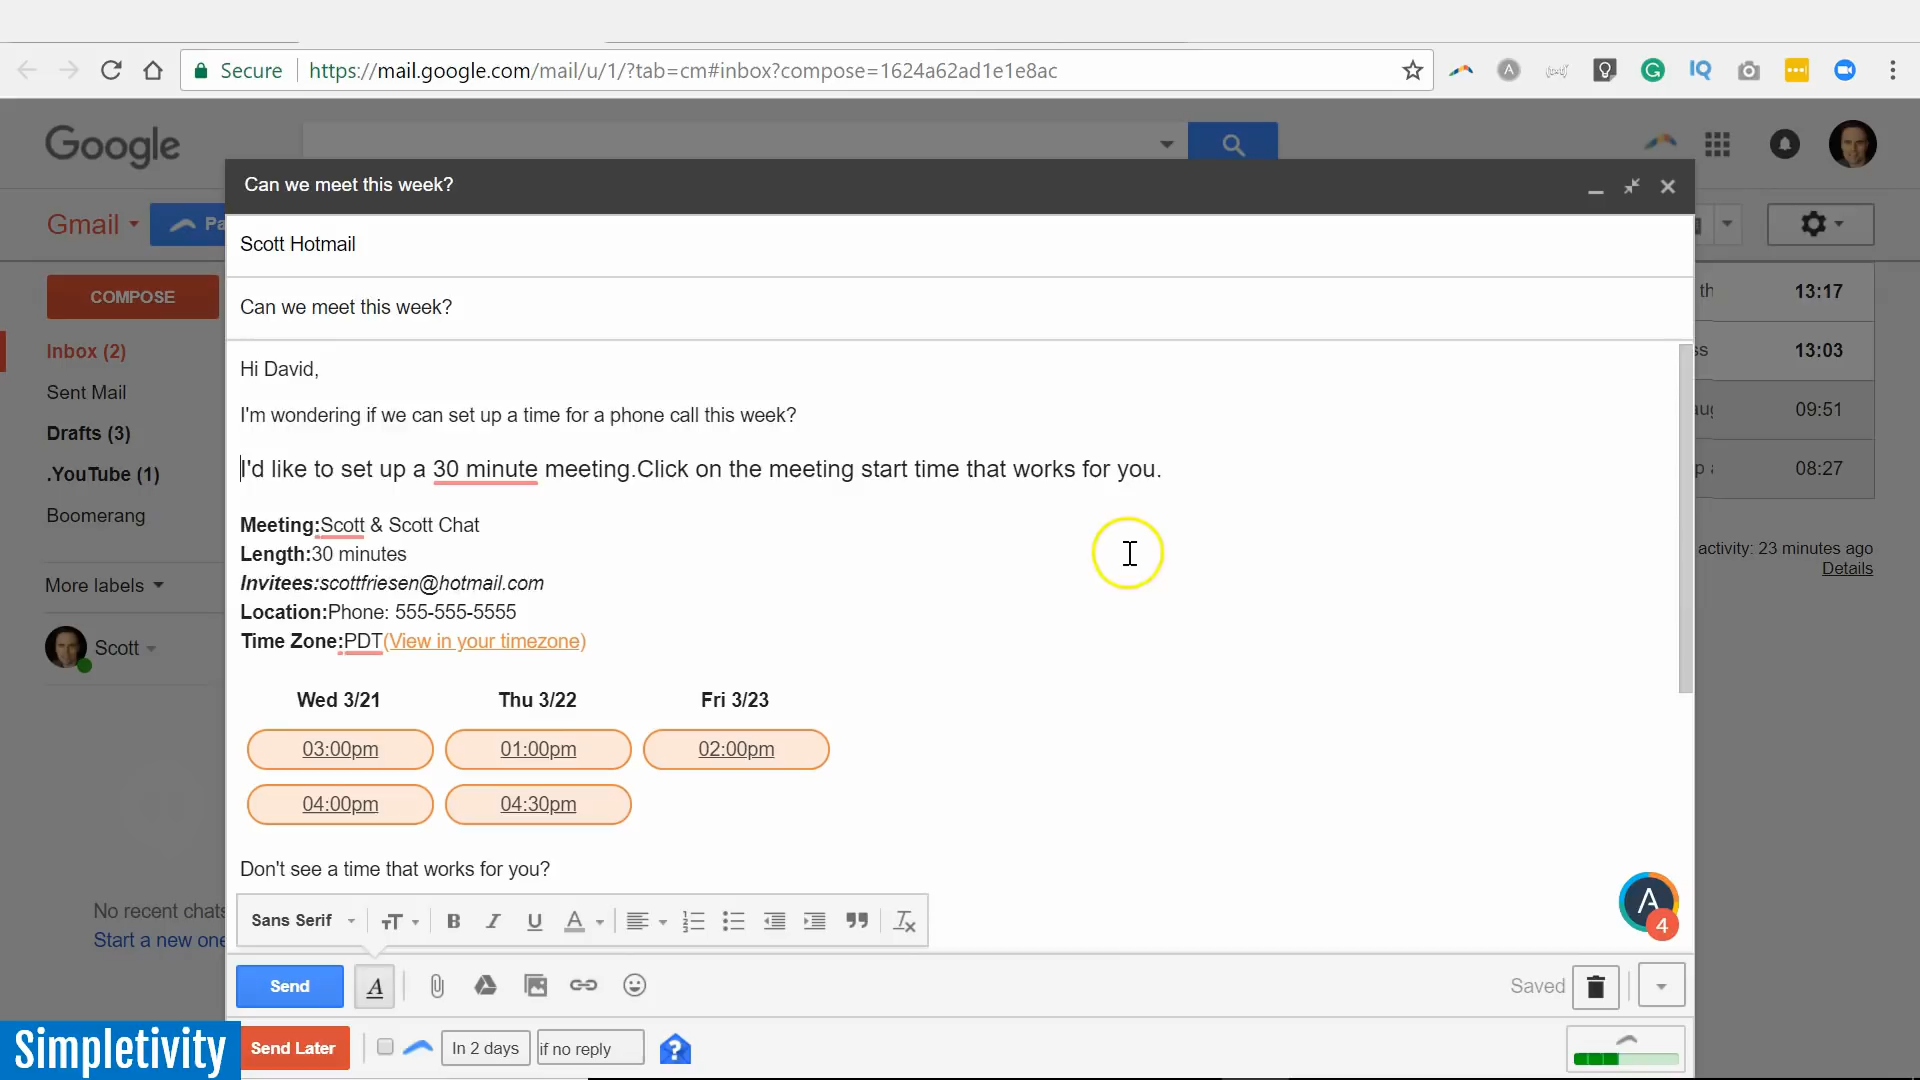 Secure https://mail.google.com/mail/u/1/?tab=cm#inbox?compose=1624a62ad1e1e8ac
Google
Gmail
Pa
Can we meet this week?
Scott Hotmail
Can we meet this week?
COMPOSE
Inbox (2)
Sent Mail
Drafts (3)
.YouTube (1)
Boomerang
More labels
Scott
No recent chats
Start a new one
Hi David,
I'm wondering if we can set up a time for a phone call this week?
I'd like to set up a 30 minute meeting.Click on the meeting start time that works for you.
Meeting:Scott & Scott Chat
Length:30 minutes
Invitees:scottfriesen@hotmail.com
Location:Phone: 555-555-5555
Time Zone:PDT(View in your timezone)
Wed 3/21 Thu 3/22 Fri 3/23
03:00pm 01:00pm 02:00pm
04:00pm 04:30pm
Don't see a time that works for you?
Sans Serif
Send
Saved
Send Later In 2 days if no reply
th 13:17
ss 13:03
09:51
08:27
activity: 23 minutes ago
Details
4
Simpletivity